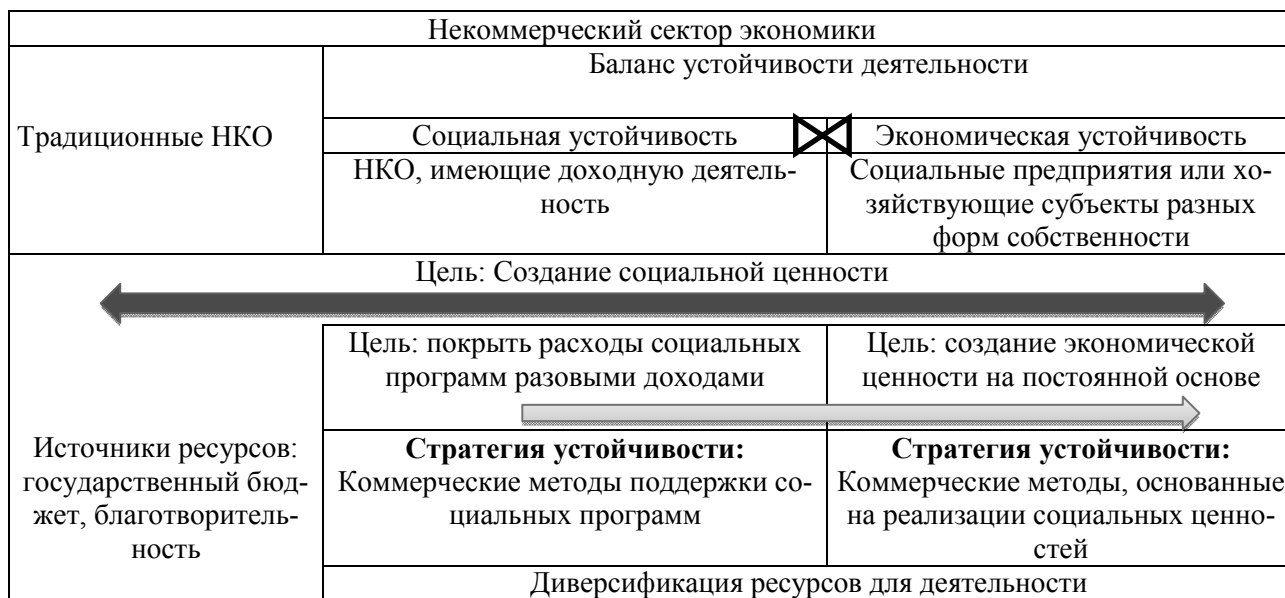 Некоммерческий сектор экономики
Традиционные НКО
Баланс устойчивости деятельности
Социальная устойчивость
Экономическая устойчивость
НКО, имеющие доходную деятель-
ность
Социальные предприятия или хо-
зяйствующие субъекты разных
форм собственности
Цель: Создание социальной ценности
Цель: покрыть расходы социальных
программ разовыми доходами
Цель: создание экономической
ценности на постоянной основе
Источники ресурсов:
государственный бюд-
жет, благотворитель-
ность
Стратегия устойчивости:
Коммерческие методы поддержки со-
циальных программ
Стратегия устойчивости:
Коммерческие методы, основанные
на реализации социальных ценно-
стей
Диверсификация ресурсов для деятельности